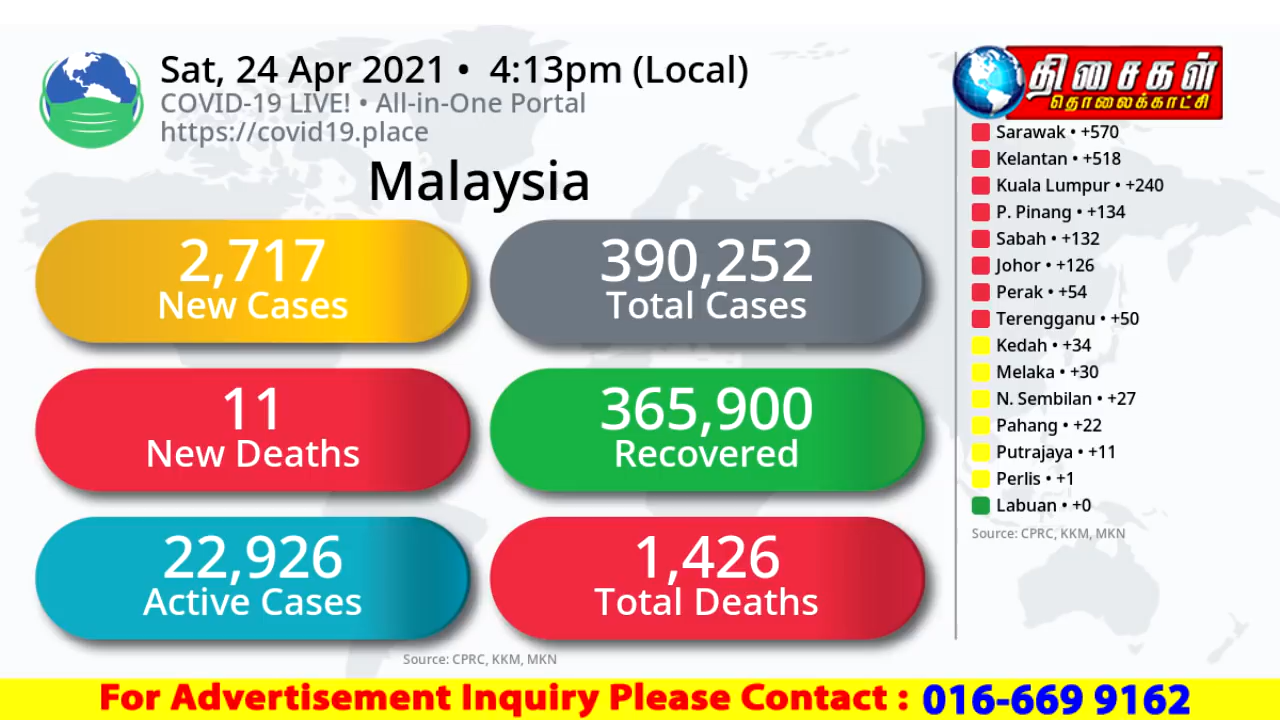 Sat, 24 Apr 2021 • 4:13pm (Local)
COVID-19 LIVE! • All-in-One Portal
https://covid19.place
Malaysia
2,717
New Cases
390,252
Total Cases
11
New Deaths
365,900
Recovered
22,926
Active Cases
1,426
Total Deaths
Source: CPRC, KKM, MKN
திசைகள்
தொலைக்காட்சி
Sarawak • +570
Kelantan • +518
Kuala Lumpur • +240
P. Pinang • +134
Sabah • +132
Johor • +126
Perak • +54
Terengganu • +50
Kedah • +34
Melaka • +30
N. Sembilan • +27
Pahang • +22
Putrajaya • +11
Perlis • +1
Labuan • +0
Source: CPRC, KKM, MKN
For Advertisement Inquiry Please Contact : 016-669 9162